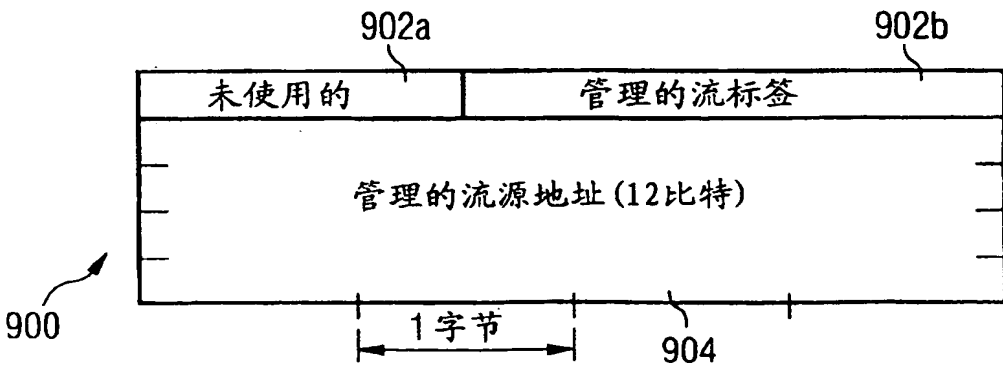 902a 902b
未使用的 管理的流标签
管理的流源地址(12比特)
900
1字节
904